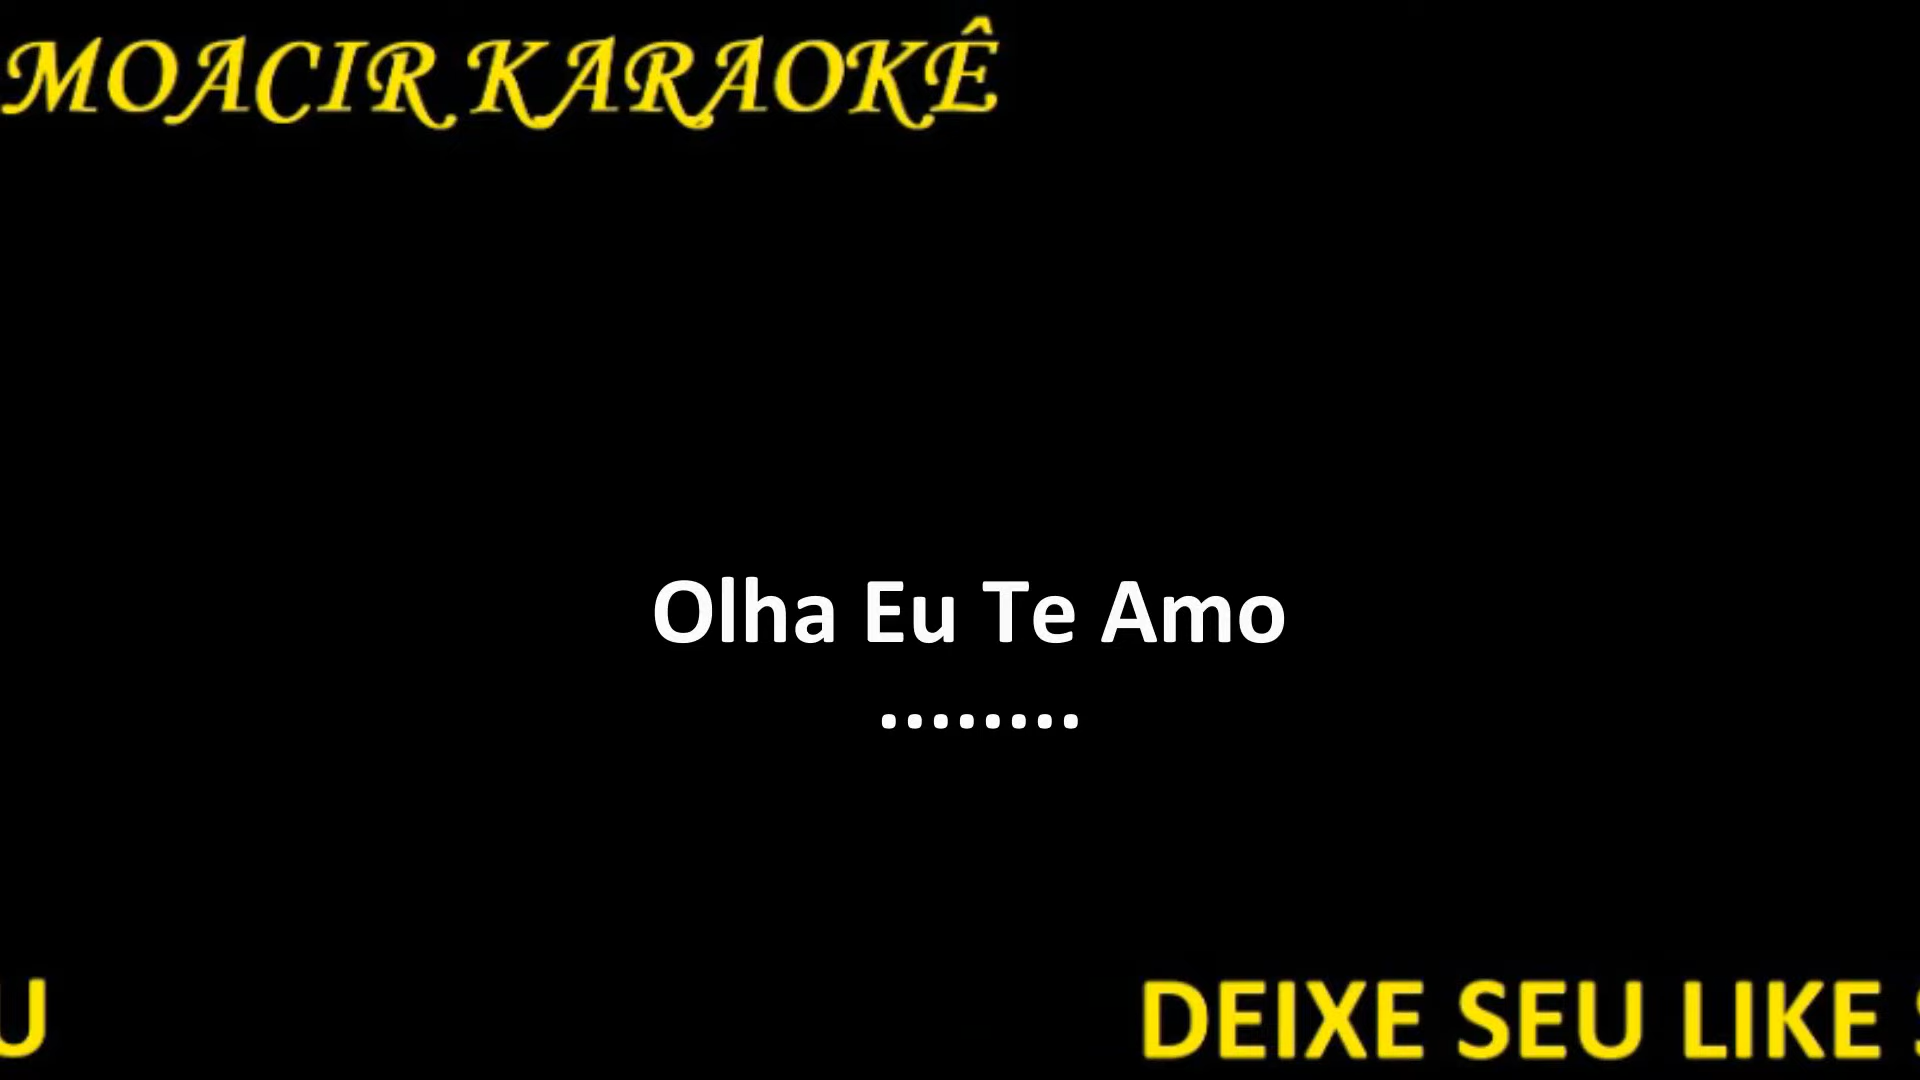 MOACIR KARAOKÊ
Olha Eu Te Amo
........
U DEIXE SEU LIKE